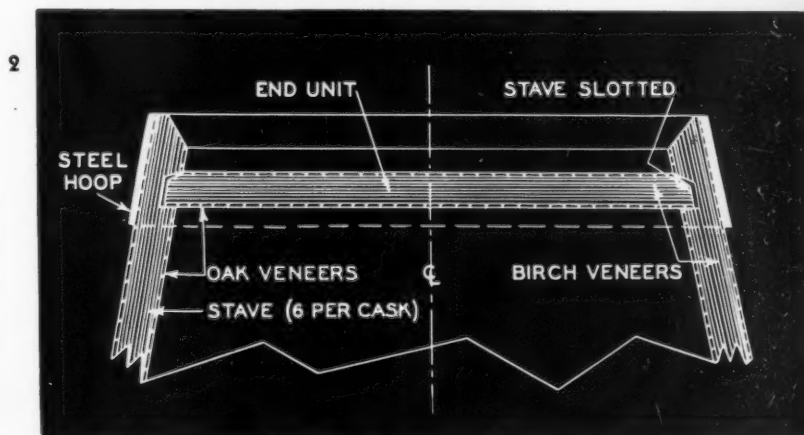 2
END UNIT
STAVE SLOTTED
STEEL
HOOP
OAK VENEERS
℄
BIRCH VENEERS
STAVE (6 PER CASK)